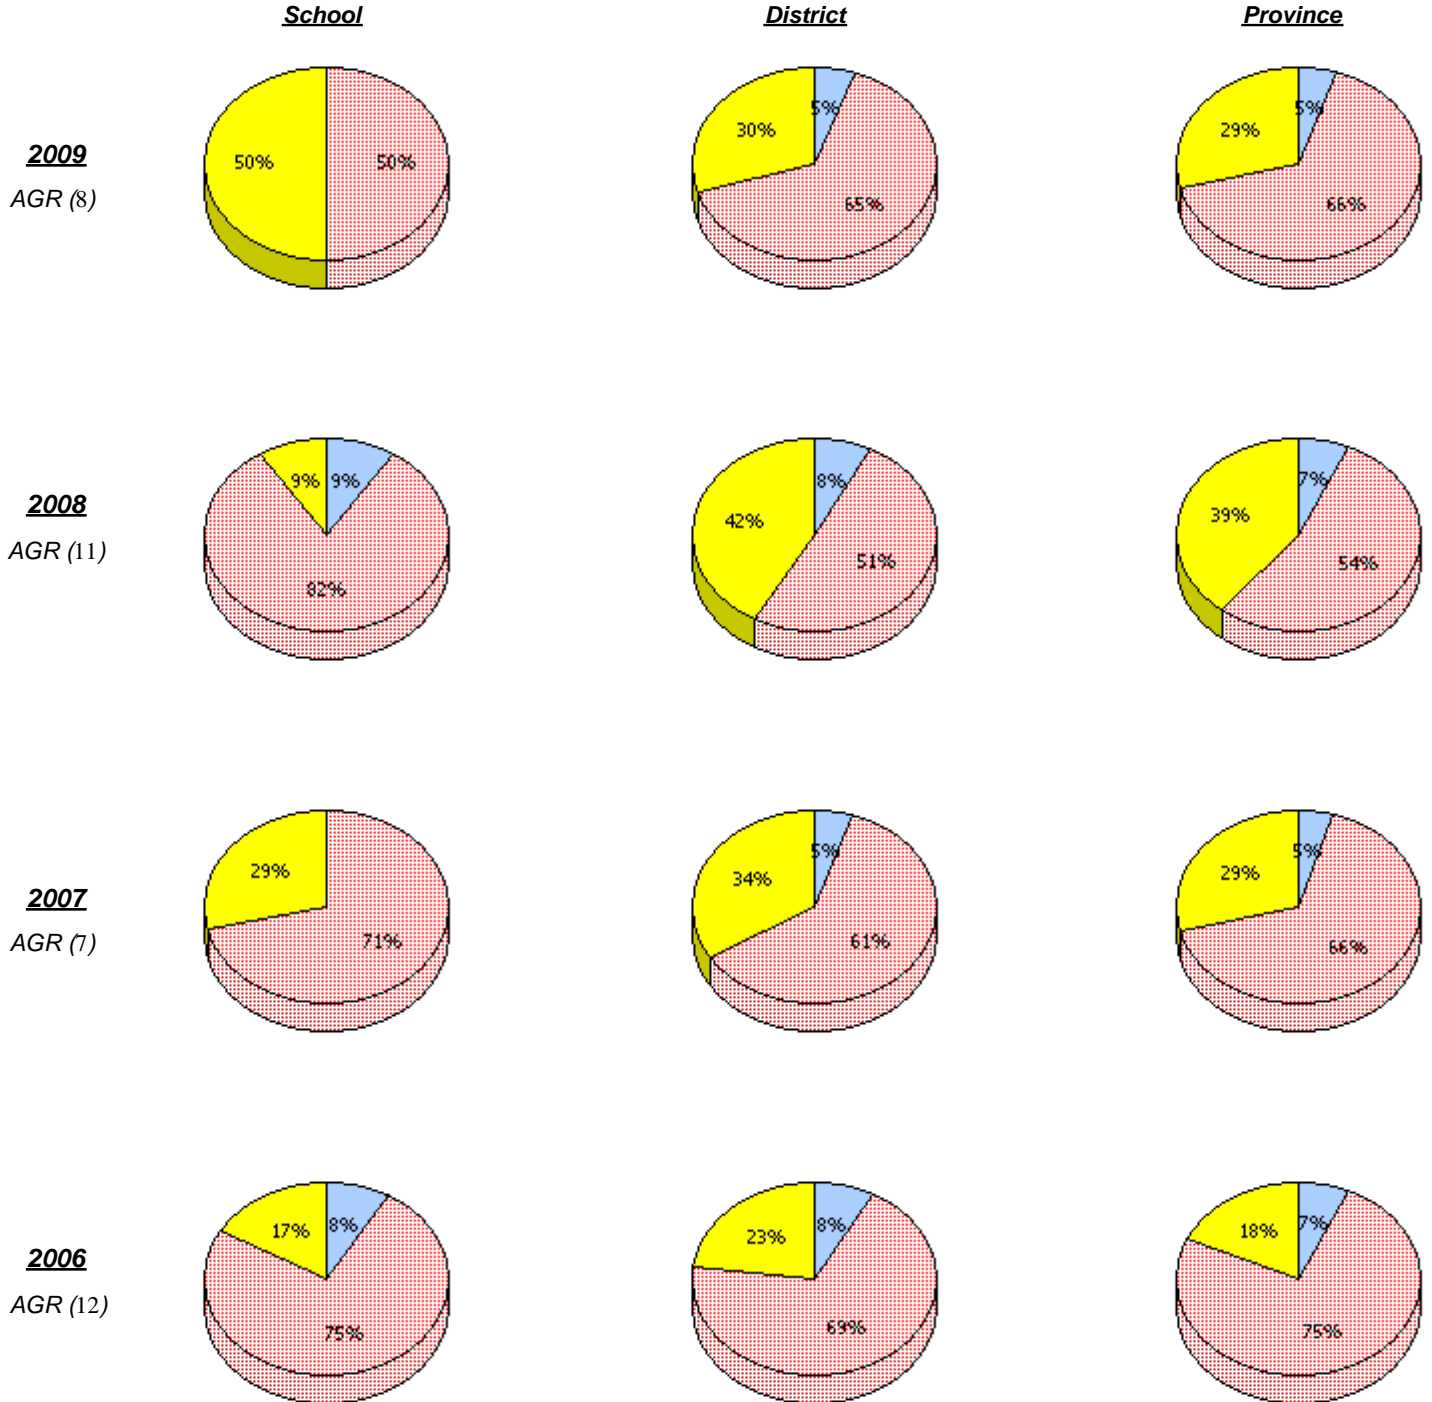 School District Province
5% 5%
30% 29%
2009 50% 50%
AGR (8) 65% 66%
9% 9% 8% 7%
2008 42% 39%
AGR (11) 82% 51% 54%
5% 5%
29% 34% 29%
2007
AGR (7) 71% 61% 66%
17% 8% 23% 8% 18% 7%
2006
AGR (12) 75% 69% 75%